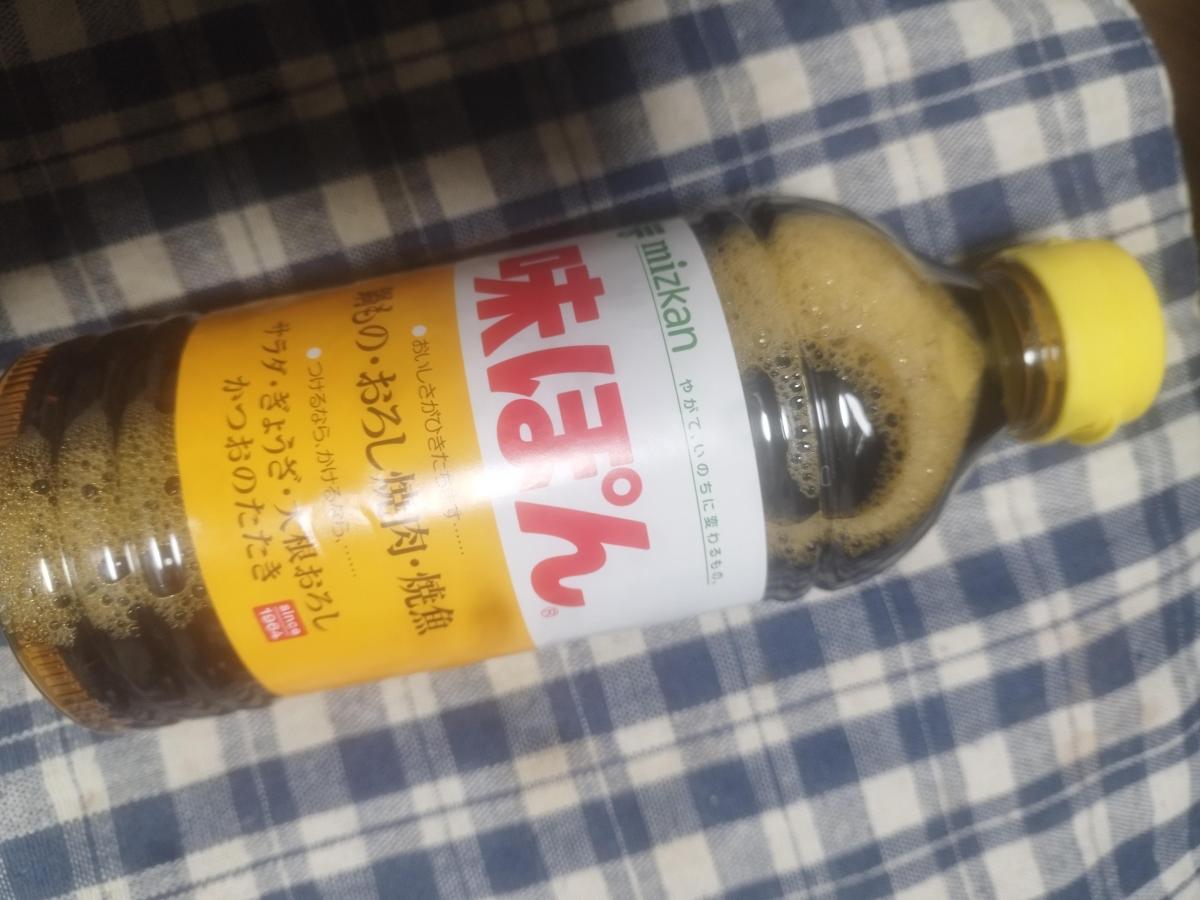 mizkan
やがて、いのちに変わるもの。
味ぽん®
●おいしさがひきたちます……
鍋もの・おろし焼肉・焼魚
●つけるなら、かけるなら、……
サラダ・ぎょうざ・大根おろし
かつおのたたき
since
1964